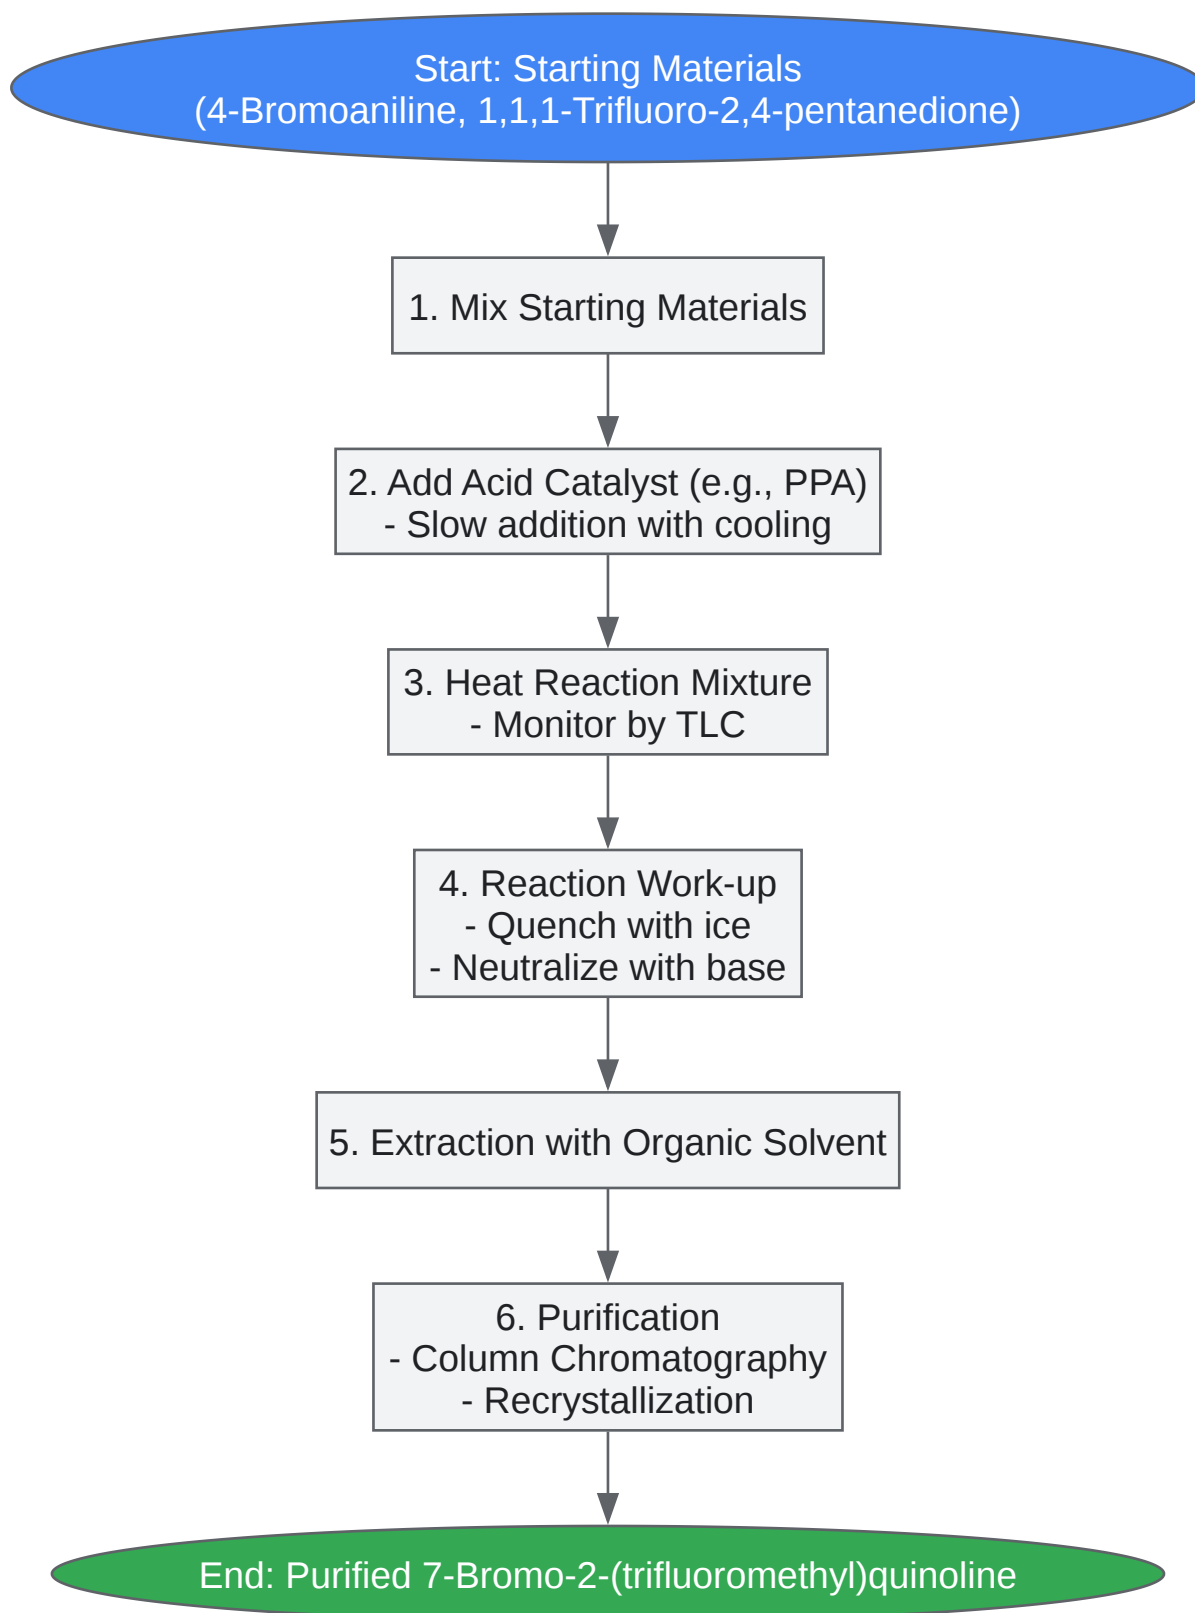 Start: Starting Materials
(4-Bromoaniline, 1,1,1-Trifluoro-2,4-pentanedione)
1. Mix Starting Materials
2. Add Acid Catalyst (e.g., PPA)
- Slow addition with cooling
3. Heat Reaction Mixture
- Monitor by TLC
4. Reaction Work-up
- Quench with ice
- Neutralize with base
5. Extraction with Organic Solvent
6. Purification
- Column Chromatography
- Recrystallization
End: Purified 7-Bromo-2-(trifluoromethyl)quinoline